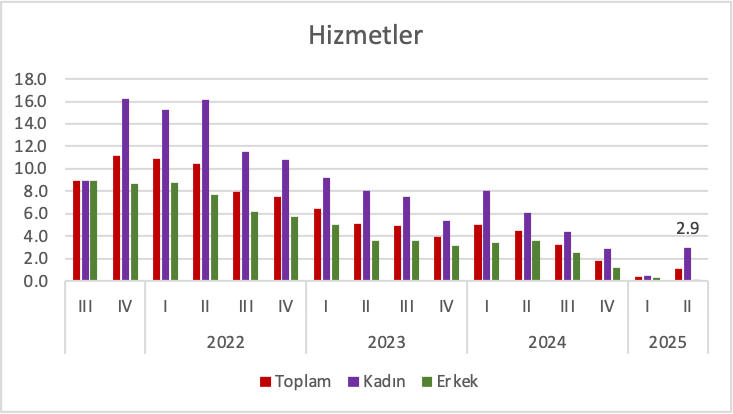 Hizmetler
18.0
16.0
14.0
12.0
10.0
8.0
6.0
4.0
2.0
0.0
2.9
III IV I II III IV I II III IV I II III IV I II
2022 2023 2024 2025
Toplam Kadın Erkek